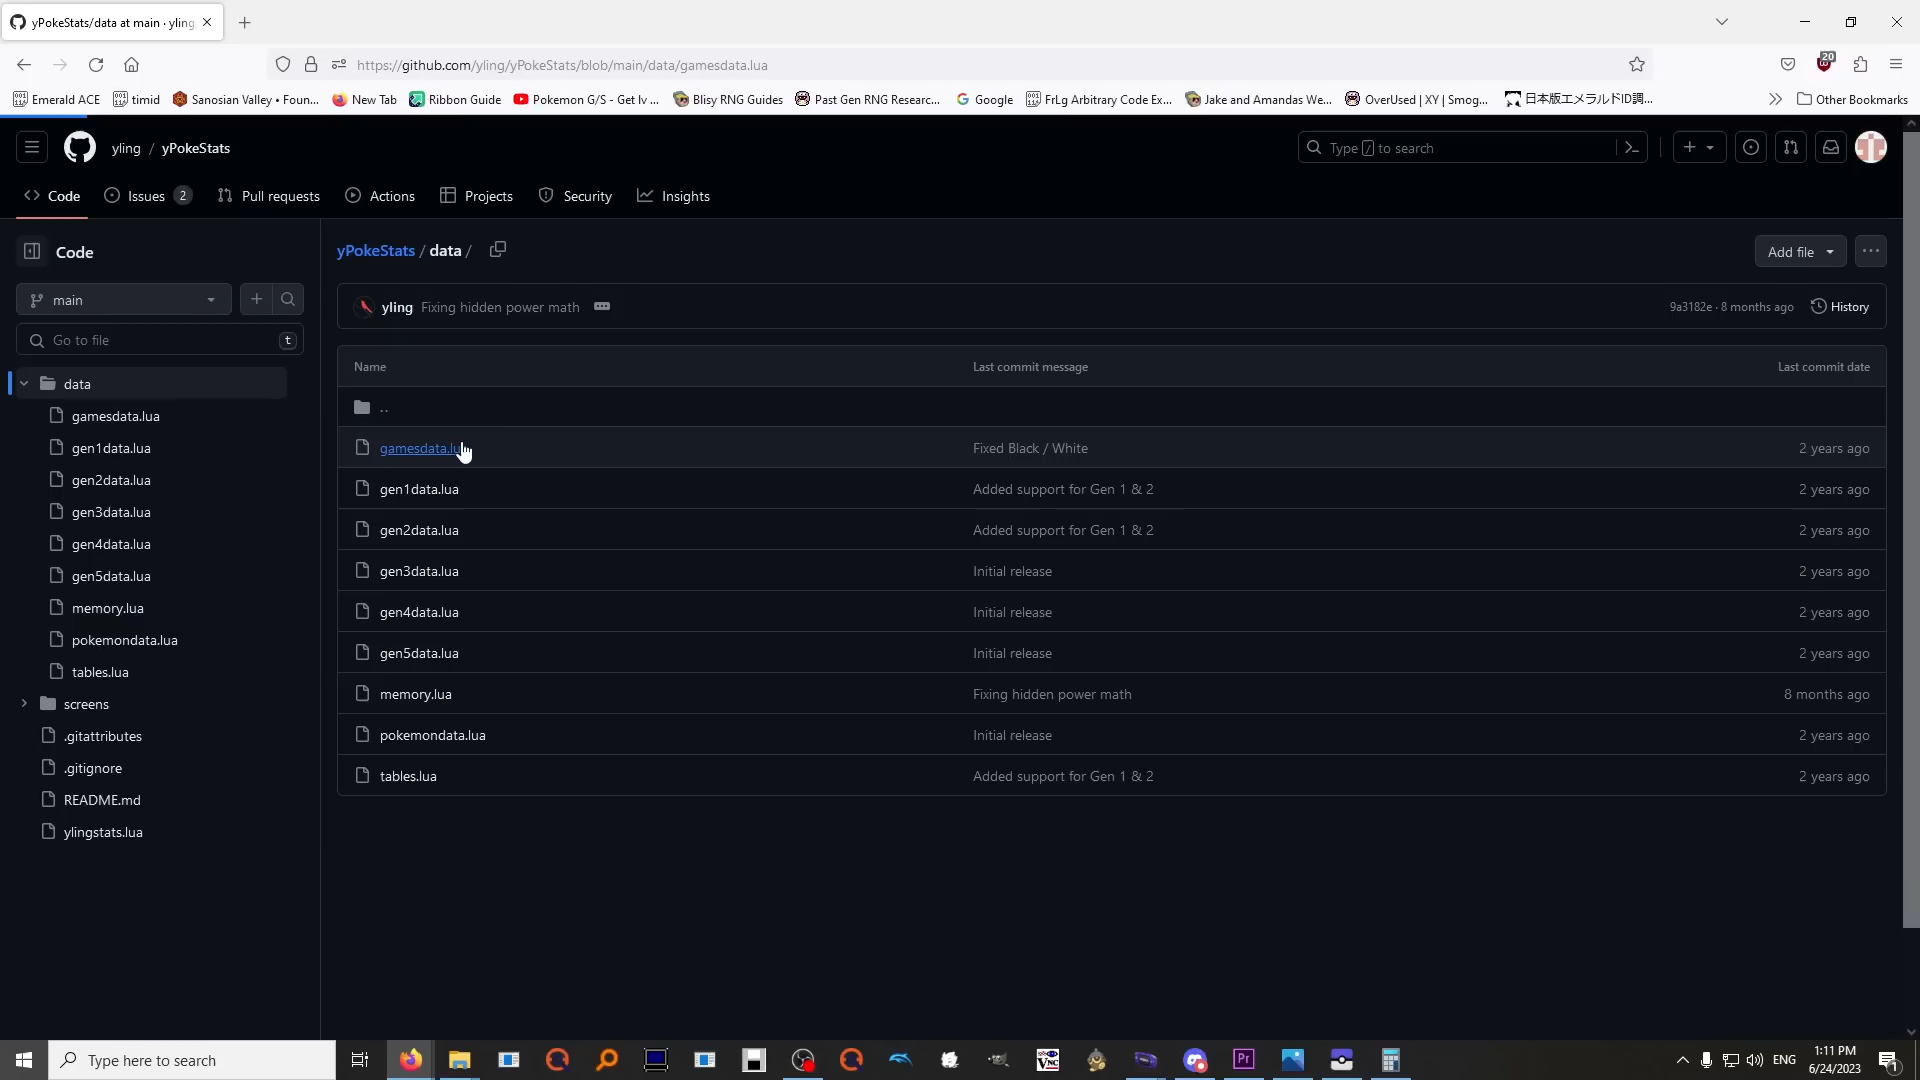 yPokeStats/data at main · yling
https://github.com/yling/yPokeStats/blob/main/data/gamesdata.lua
20
Emerald ACE
timid
Sanosian Valley • Foun...
New Tab
Ribbon Guide
Pokemon G/S - Get Iv ...
Blisy RNG Guides
Past Gen RNG Researc...
Google
FrLg Arbitrary Code Ex...
Jake and Amandas We...
OverUsed | XY | Smog...
日本版エメラルドID調...
Other Bookmarks
yling / yPokeStats
Type / to search
Code
Issues 2
Pull requests
Actions
Projects
Security
Insights
Code
main
Go to file
t
data
gamesdata.lua
gen1data.lua
gen2data.lua
gen3data.lua
gen4data.lua
gen5data.lua
memory.lua
pokemondata.lua
tables.lua
screens
.gitattributes
.gitignore
README.md
ylingstats.lua
yPokeStats / data /
Add file
yling Fixing hidden power math
9a3182e · 8 months ago
History
Name Last commit message Last commit date
..
gamesdata.lu Fixed Black / White 2 years ago
gen1data.lua Added support for Gen 1 & 2 2 years ago
gen2data.lua Added support for Gen 1 & 2 2 years ago
gen3data.lua Initial release 2 years ago
gen4data.lua Initial release 2 years ago
gen5data.lua Initial release 2 years ago
memory.lua Fixing hidden power math 8 months ago
pokemondata.lua Initial release 2 years ago
tables.lua Added support for Gen 1 & 2 2 years ago
Type here to search
Pr
ENG
1:11 PM
6/24/2023
1